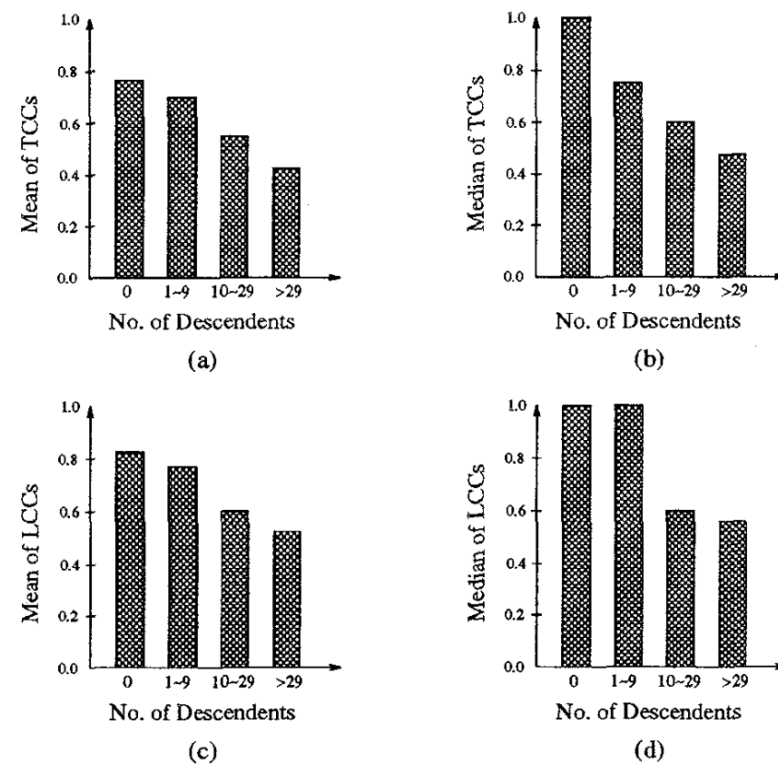 1.0
0.8
0.6
0.4
0.2
0.0
Mean of TCCs
0 1~9 10~29 >29
No. of Descendents
(a)
1.0
0.8
0.6
0.4
0.2
0.0
Median of TCCs
0 1~9 10~29 >29
No. of Descendents
(b)
1.0
0.8
0.6
0.4
0.2
0.0
Mean of LCCs
0 1~9 10~29 >29
No. of Descendents
(c)
1.0
0.8
0.6
0.4
0.2
0.0
Median of LCCs
0 1~9 10~29 >29
No. of Descendents
(d)